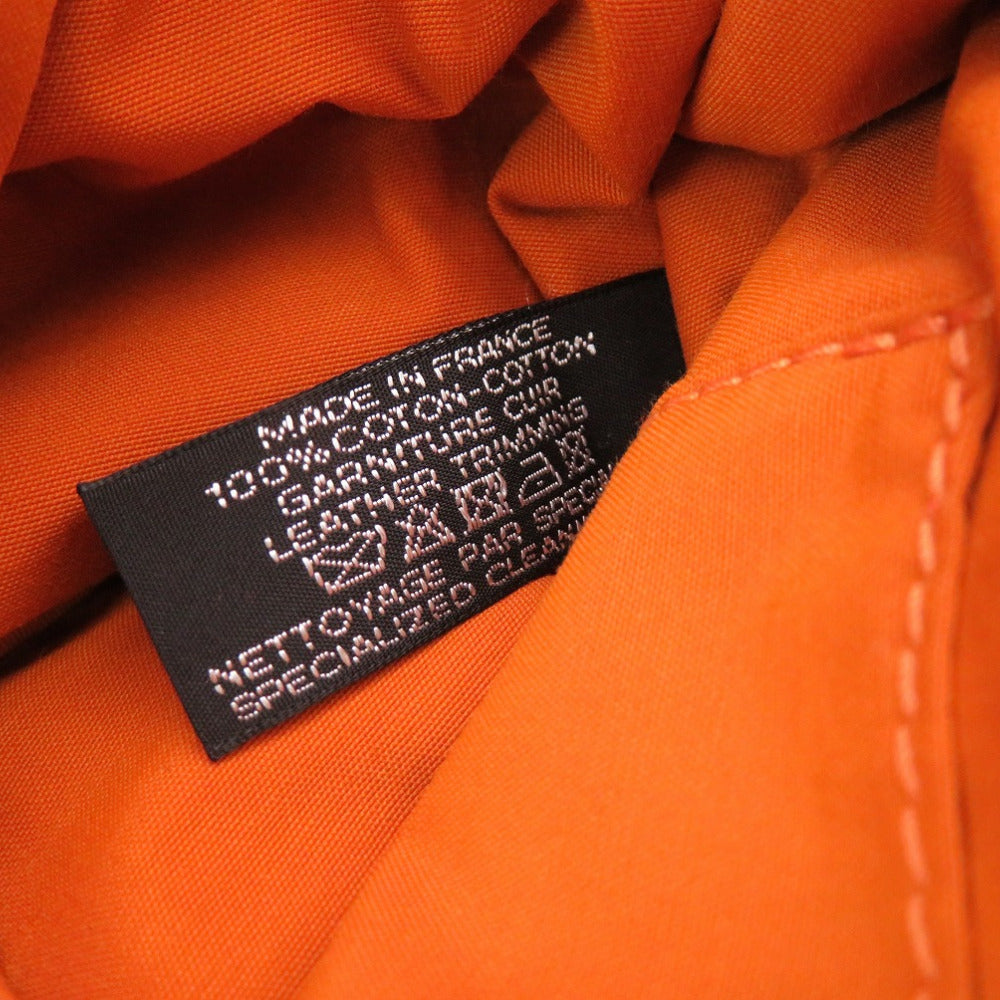 MADE IN FRANCE
100% COTON-COTTON
GARNITURE CUIR
LEATHER TRIMMING
NETTOYAGE PAR SPECI
SPECIALIZED CLEAN